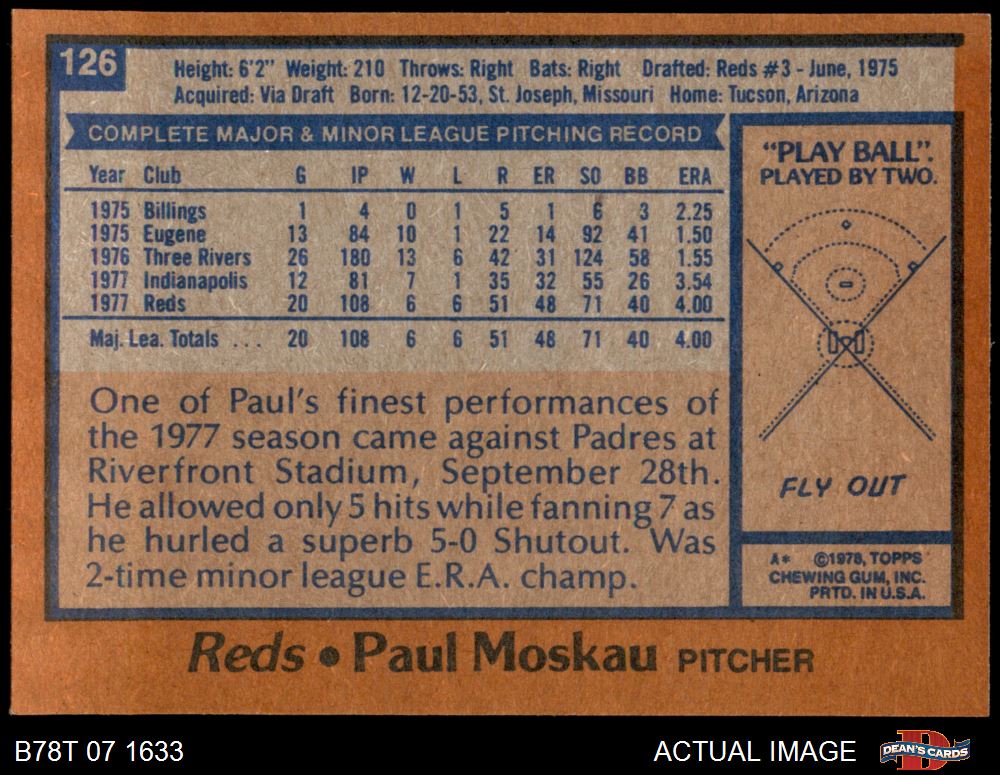 126
Height: 6'2" Weight: 210 Throws: Right Bats: Right Drafted: Reds #3 - June, 1975
Acquired: Via Draft Born: 12-20-53, St. Joseph, Missouri Home: Tucson, Arizona
COMPLETE MAJOR & MINOR LEAGUE PITCHING RECORD
Year Club G IP W L R ER SO BB ERA
1975 Billings 1 4 0 1 5 1 6 3 2.25
1975 Eugene 13 84 10 1 22 14 92 41 1.50
1976 Three Rivers 26 180 13 6 42 31 124 58 1.55
1977 Indianapolis 12 81 7 1 35 32 55 26 3.54
1977 Reds 20 108 6 6 51 48 71 40 4.00
Maj. Lea. Totals ... 20 108 6 6 51 48 71 40 4.00
One of Paul's finest performances of
the 1977 season came against Padres at
Riverfront Stadium, September 28th.
He allowed only 5 hits while fanning 7 as
he hurled a superb 5-0 Shutout. Was
2-time minor league E.R.A. champ.
"PLAY BALL".
PLAYED BY TWO.
FLY OUT
A* ©1978, TOPPS
CHEWING GUM, INC.
PRTD. IN U.S.A.
Reds • Paul Moskau PITCHER
B78T 07 1633
ACTUAL IMAGE
D
DEAN'S CARDS